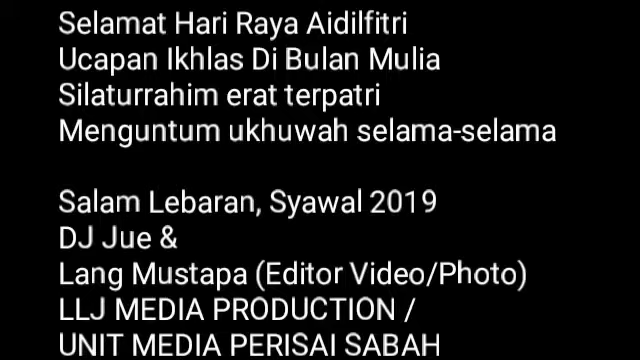 Selamat Hari Raya Aidilfitri
Ucapan Ikhlas Di Bulan Mulia
Silaturrahim erat terpatri
Menguntum ukhuwah selama-selama
Salam Lebaran, Syawal 2019
DJ Jue &
Lang Mustapa (Editor Video/Photo)
LLJ MEDIA PRODUCTION /
UNIT MEDIA PERISAI SABAH